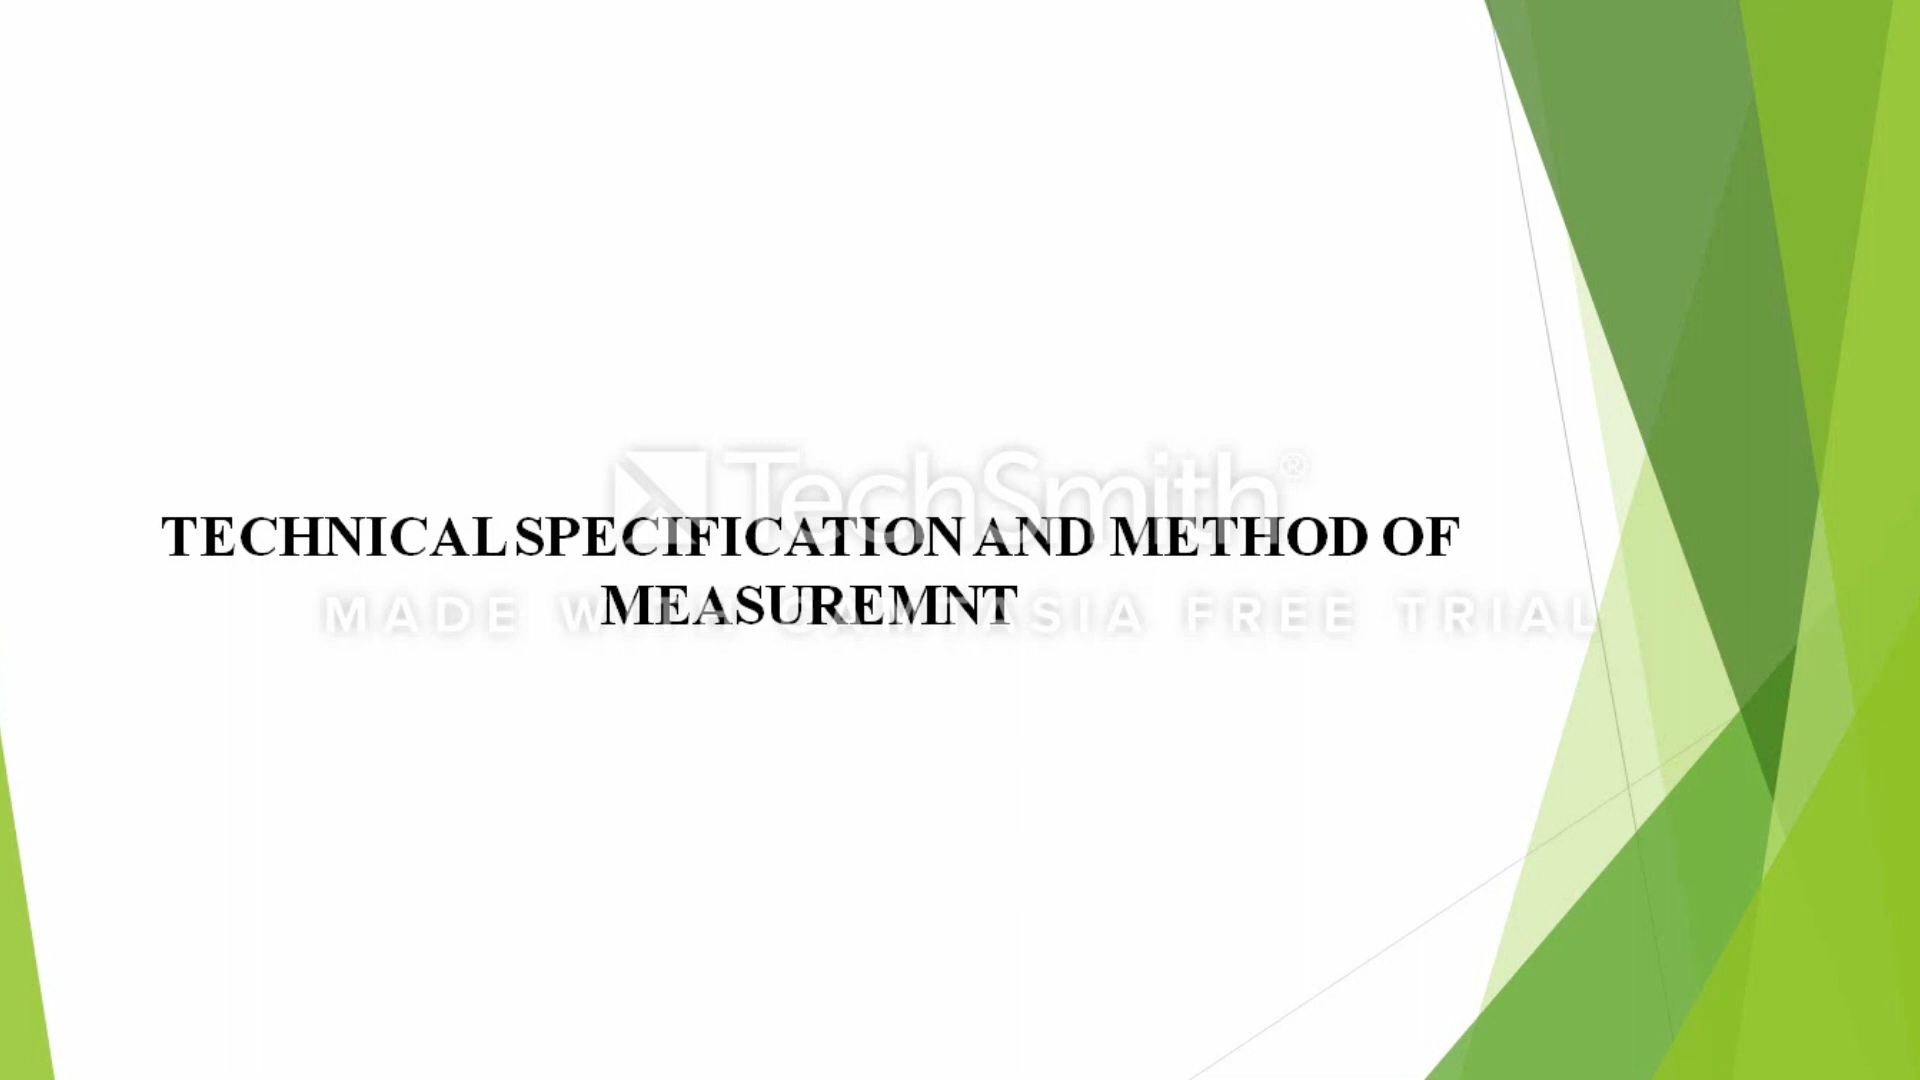 TechSmith®
TECHNICAL SPECIFICATION AND METHOD OF
MEASUREMNT
MADE WITH CAMTASIA FREE TRIAL